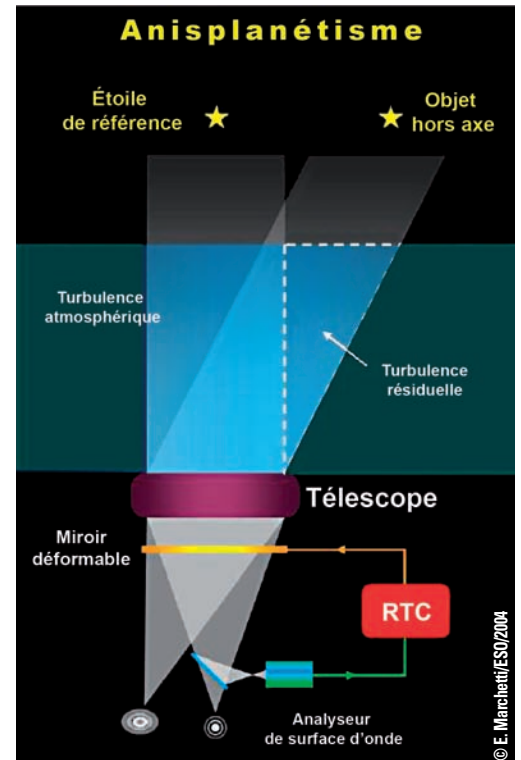 Anisplanétisme
Étoile
de référence
Objet
hors axe
Turbulence
atmosphérique
Turbulence
résiduelle
Télescope
Miroir
déformable
RTC
Analyseur
de surface d'onde
© E. Marchetti/ESO/2004